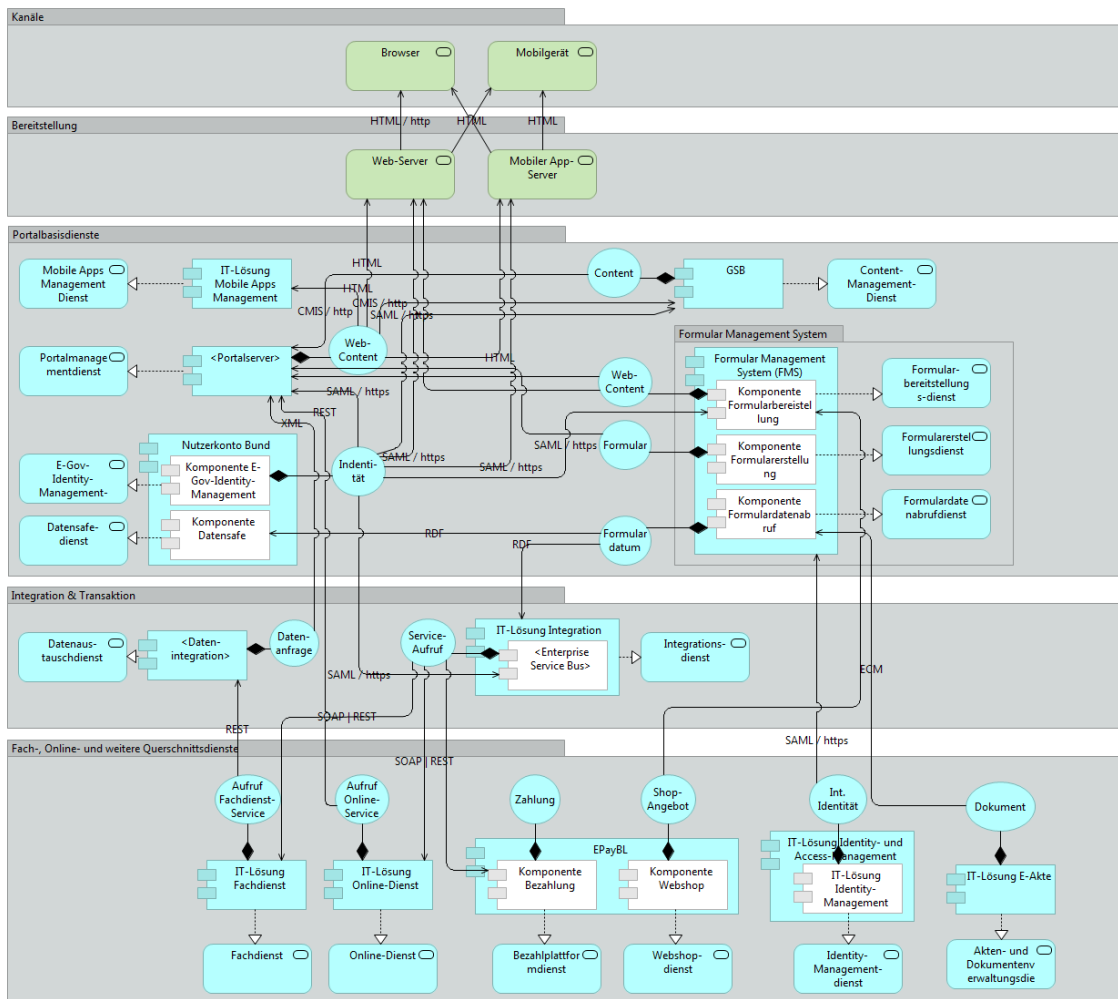 Kanäle
Browser
Mobilgerät
HTML / http
HTML
HTML
Bereitstellung
Web-Server
Mobiler App-
Server
Portalbasisdienste
Mobile Apps
Management
Dienst
IT-Lösung
Mobile Apps
Management
HTML
HTML
CMIS / http
CMIS / http
SAML / https
Content
GSB
Content-
Management-
Dienst
Portalmanage
mentdienst
<Portalserver>
Web-
Content
HTML
SAML / https
REST
XML
Formular Management System
Formular Management
System (FMS)
Web-
Content
Komponente
Formularbereistel
lung
Formular-
bereitstellung
s-dienst
Formular
SAML / https
Komponente
Formularerstellu
ng
Formularerstel
lungsdienst
Nutzerkonto Bund
E-Gov-
Identity-
Management-
Komponente E-
Gov-Identity-
Management
Indenti-
tät
SAML / https
SAML / https
Komponente
Formulardatenab
ruf
Formulardate
nabrufdienst
Datensafe-
dienst
Komponente
Datensafe
RDF
RDF
Formular
datum
Integration & Transaktion
Datenaus-
tauschdienst
<Daten-
integration>
Daten-
anfrage
Service-
Aufruf
IT-Lösung Integration
<Enterprise
Service Bus>
Integrations-
dienst
SAML / https
ECM
REST
SOAP | REST
SAML / https
Fach-, Online- und weitere Querschnittsdienste
SOAP | REST
Aufruf
Fachdienst-
Service
Aufruf
Online-
Service
Zahlung
Shop-
Angebot
Int.
Identität
Dokument
IT-Lösung
Fachdienst
IT-Lösung
Online-Dienst
EPayBL
Komponente
Bezahlung
Komponente
Webshop
IT-Lösung Identity- und
Access-Management
IT-Lösung
Identity-
Management
IT-Lösung E-Akte
Fachdienst
Online-Dienst
Bezahlplattfor
mdienst
Webshop-
dienst
Identity-
Management-
dienst
Akten- und
Dokumentenv
erwaltungsdie